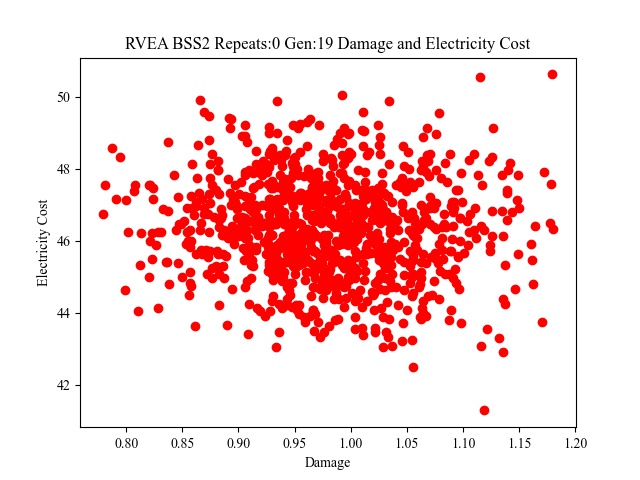 RVEA BSS2 Repeats:0 Gen:19 Damage and Electricity Cost
Electricity Cost
50
48
46
44
42
0.80 0.85 0.90 0.95 1.00 1.05 1.10 1.15 1.20
Damage